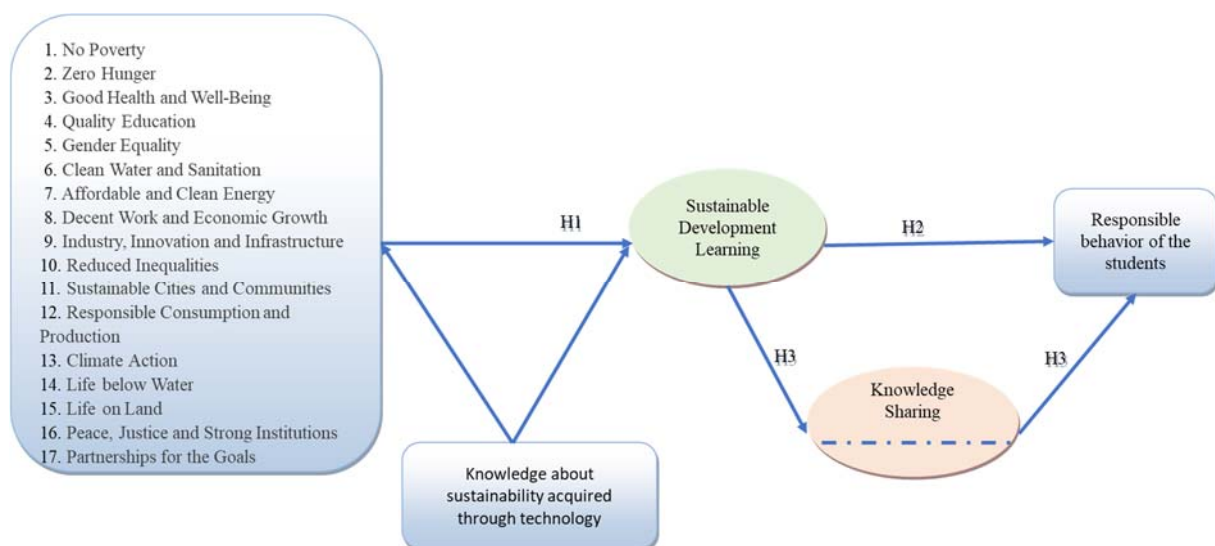 1. No Poverty
2. Zero Hunger
3. Good Health and Well-Being
4. Quality Education
5. Gender Equality
6. Clean Water and Sanitation
7. Affordable and Clean Energy
8. Decent Work and Economic Growth
9. Industry, Innovation and Infrastructure
10. Reduced Inequalities
11. Sustainable Cities and Communities
12. Responsible Consumption and
Production
13. Climate Action
14. Life below Water
15. Life on Land
16. Peace, Justice and Strong Institutions
17. Partnerships for the Goals
Knowledge about
sustainability acquired
through technology
H1
Sustainable
Development
Learning
H2
H3
Knowledge
Sharing
H3
Responsible
behavior of the
students